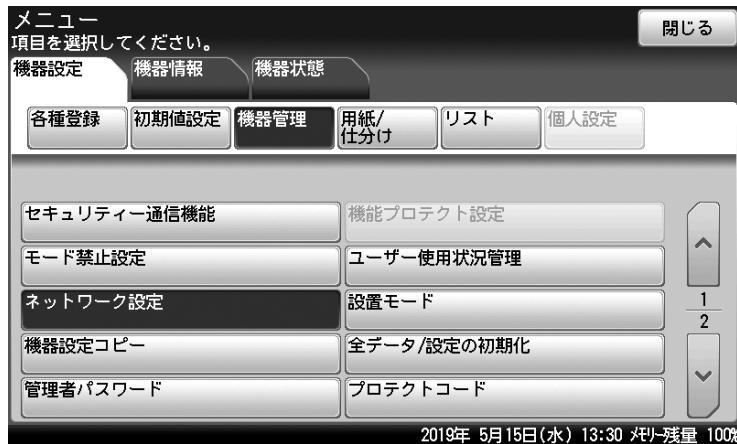 メニュー
項目を選択してください。
閉じる
機器設定 機器情報 機器状態
各種登録 初期値設定 機器管理 用紙/ リスト 個人設定
仕分け
セキュリティー通信機能 機能プロテクト設定
モード禁止設定 ユーザー使用状況管理
ネットワーク設定 設置モード
1
2
機器設定コピー 全データ/設定の初期化
管理者パスワード プロテクトコード
2019年 5月15日(水) 13:30 ﾒﾓﾘｰ残量 100%